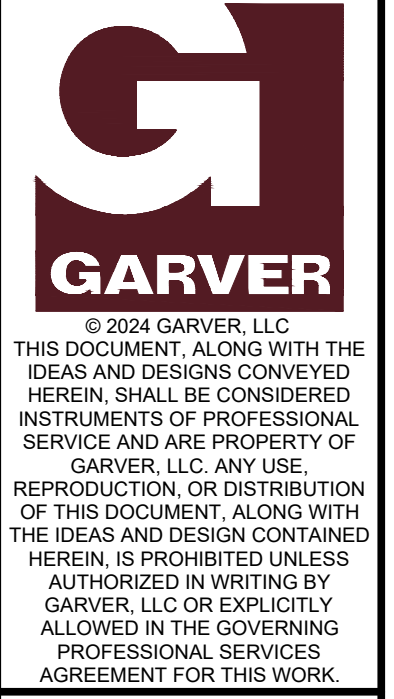 GARVER
© 2024 GARVER, LLC
THIS DOCUMENT, ALONG WITH THE
IDEAS AND DESIGNS CONVEYED
HEREIN, SHALL BE CONSIDERED
INSTRUMENTS OF PROFESSIONAL
SERVICE AND ARE PROPERTY OF
GARVER, LLC. ANY USE,
REPRODUCTION, OR DISTRIBUTION
OF THIS DOCUMENT, ALONG WITH
THE IDEAS AND DESIGN CONTAINED
HEREIN, IS PROHIBITED UNLESS
AUTHORIZED IN WRITING BY
GARVER, LLC OR EXPLICITLY
ALLOWED IN THE GOVERNING
PROFESSIONAL SERVICES
AGREEMENT FOR THIS WORK.